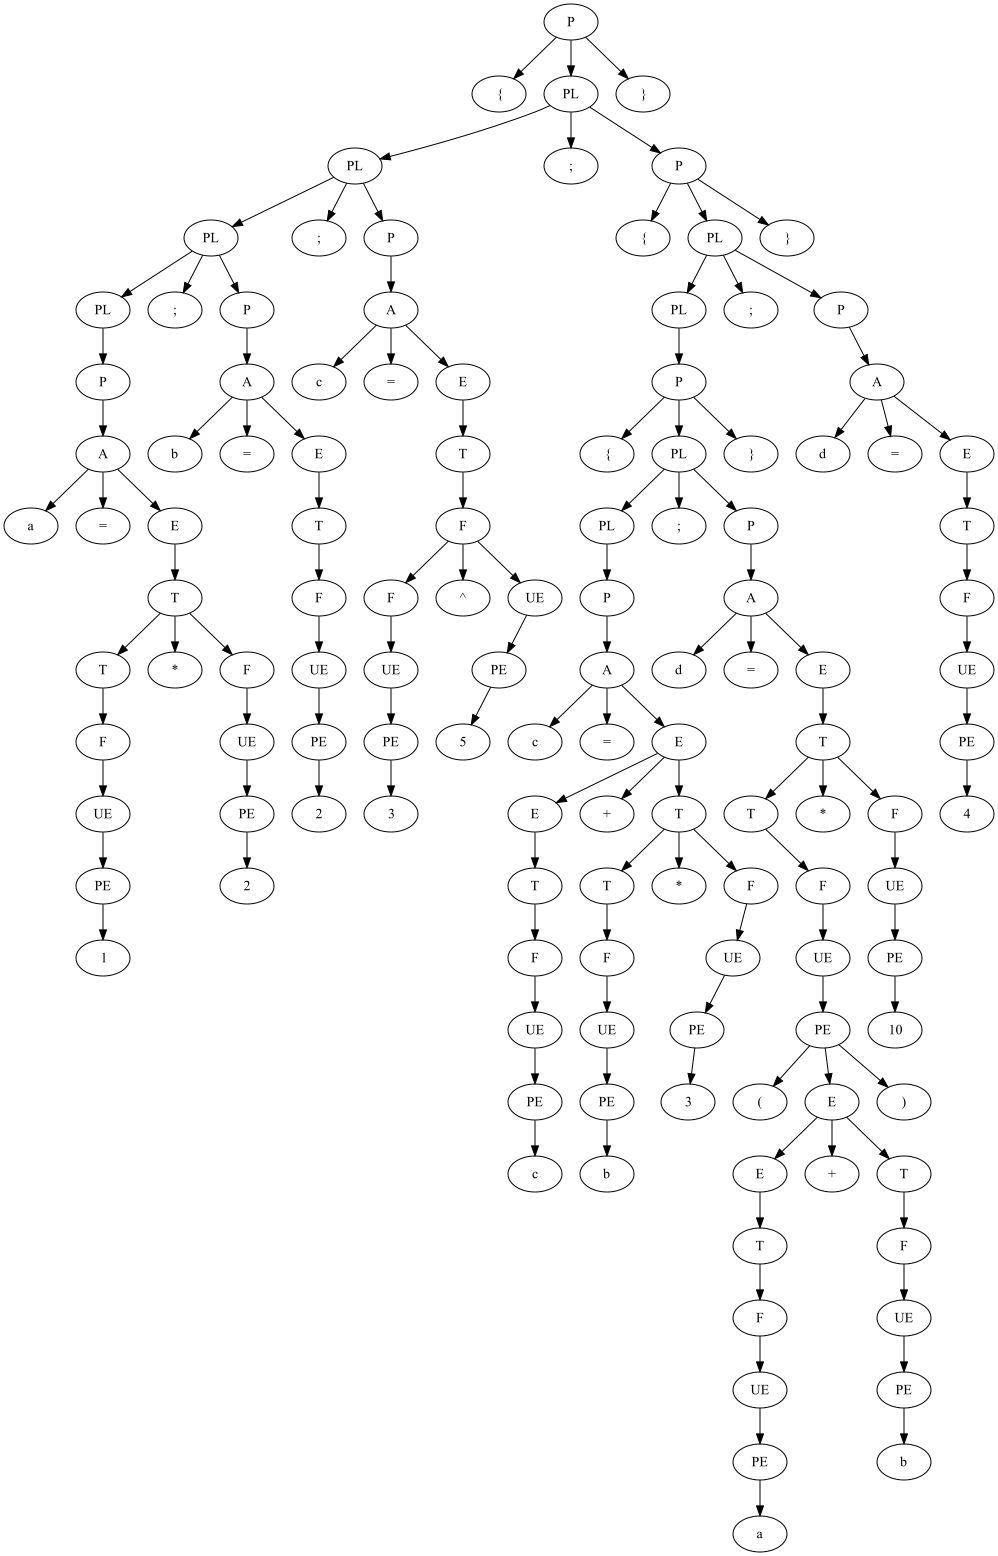 P
{ PL }
PL ; P
PL ; P { PL }
PL ; P A PL ; P
P A c = E P A
A b = E T { PL } d = E
a = E T F PL ; P T
T F F ^ UE P A F
T * F UE UE PE A d = E UE
F UE PE PE 5 c = E T PE
UE PE 2 3 E + T T * F 4
PE 2 T T * F F UE
1 F F UE UE PE
UE UE PE PE 10
PE PE 3 ( E )
c b E + T
T F
F UE
UE PE
PE b
a